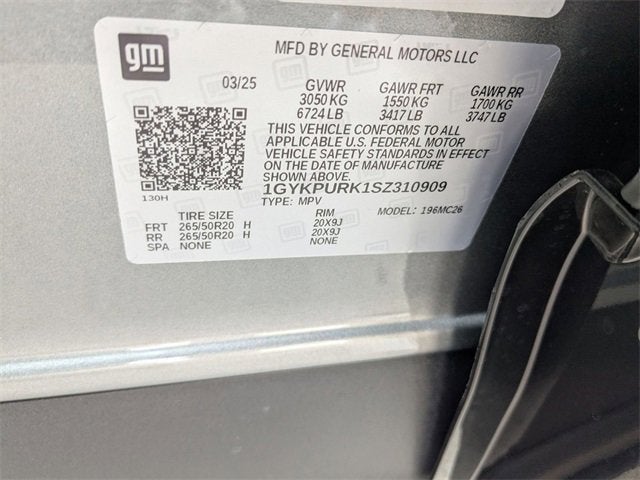 gm
MFD BY GENERAL MOTORS LLC
03/25 GVWR GAWR FRT GAWR RR
3050 KG 1550 KG 1700 KG
6724 LB 3417 LB 3747 LB
THIS VEHICLE CONFORMS TO ALL
APPLICABLE U.S. FEDERAL MOTOR
VEHICLE SAFETY STANDARDS IN EFFECT
ON THE DATE OF MANUFACTURE
SHOWN ABOVE.
130H 1GYKPURK1SZ310909
TYPE: MPV MODEL: 196MC26
TIRE SIZE RIM
FRT 265/50R20 H 20X9J
RR 265/50R20 H 20X9J
SPA NONE NONE